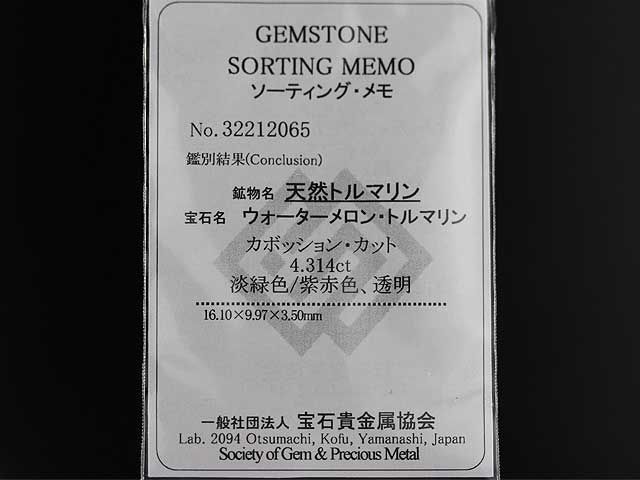 GEMSTONE
SORTING MEMO
ソーティング・メモ
No. 32212065
鑑別結果(Conclusion)
鉱物名 天然トルマリン
宝石名 ウォーターメロン・トルマリン
カボッション・カット
4.314ct
淡緑色/紫赤色、透明
16.10×9.97×3.50mm
一般社団法人 宝石貴金属協会
Lab. 2094 Otsumachi, Kofu, Yamanashi, Japan
Society of Gem & Precious Metal